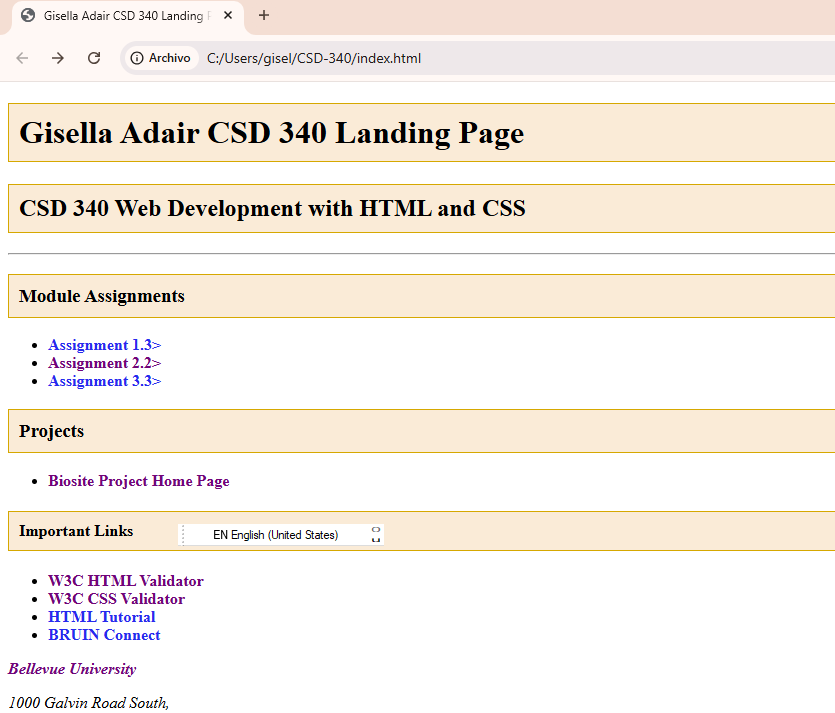 Gisella Adair CSD 340 Landing
Archivo C:/Users/gisel/CSD-340/index.html
Gisella Adair CSD 340 Landing Page
CSD 340 Web Development with HTML and CSS
Module Assignments
Assignment 1.3>
Assignment 2.2>
Assignment 3.3>
Projects
Biosite Project Home Page
Important Links
EN English (United States)
W3C HTML Validator
W3C CSS Validator
HTML Tutorial
BRUIN Connect
Bellevue University
1000 Galvin Road South,